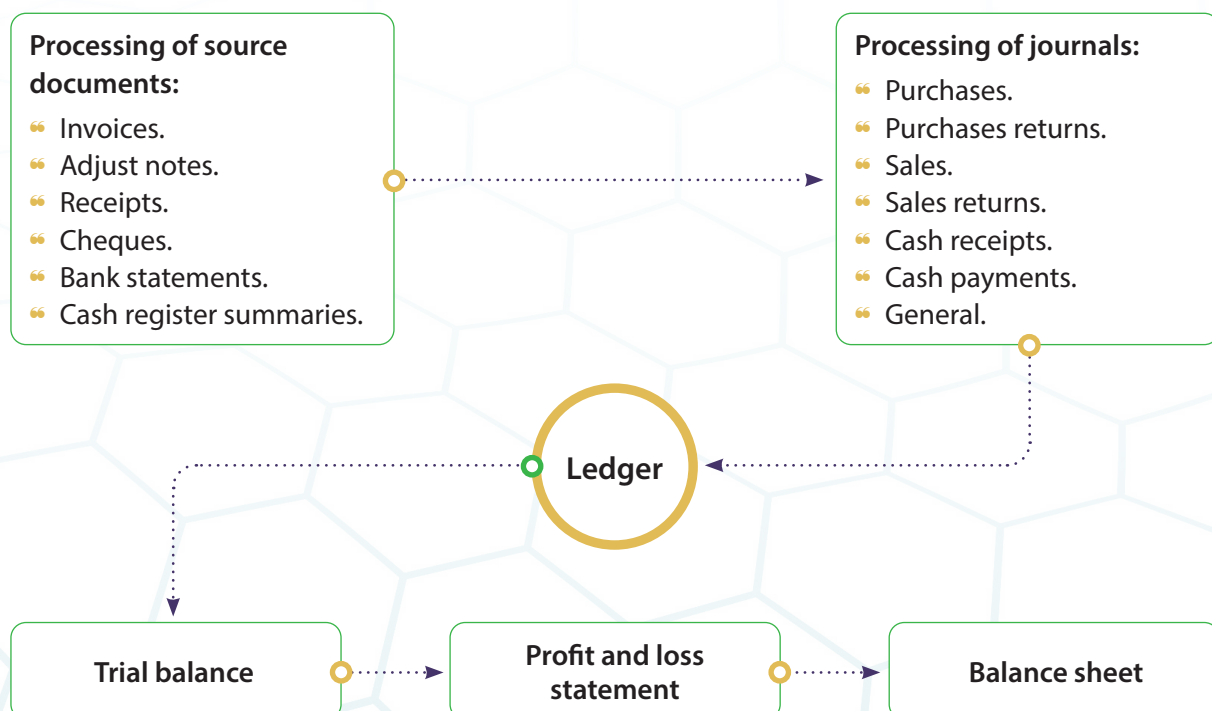 Processing of source
documents:
Invoices.
Adjust notes.
Receipts.
Cheques.
Bank statements.
Cash register summaries.
Processing of journals:
Purchases.
Purchases returns.
Sales.
Sales returns.
Cash receipts.
Cash payments.
General.
Ledger
Trial balance
Profit and loss
statement
Balance sheet